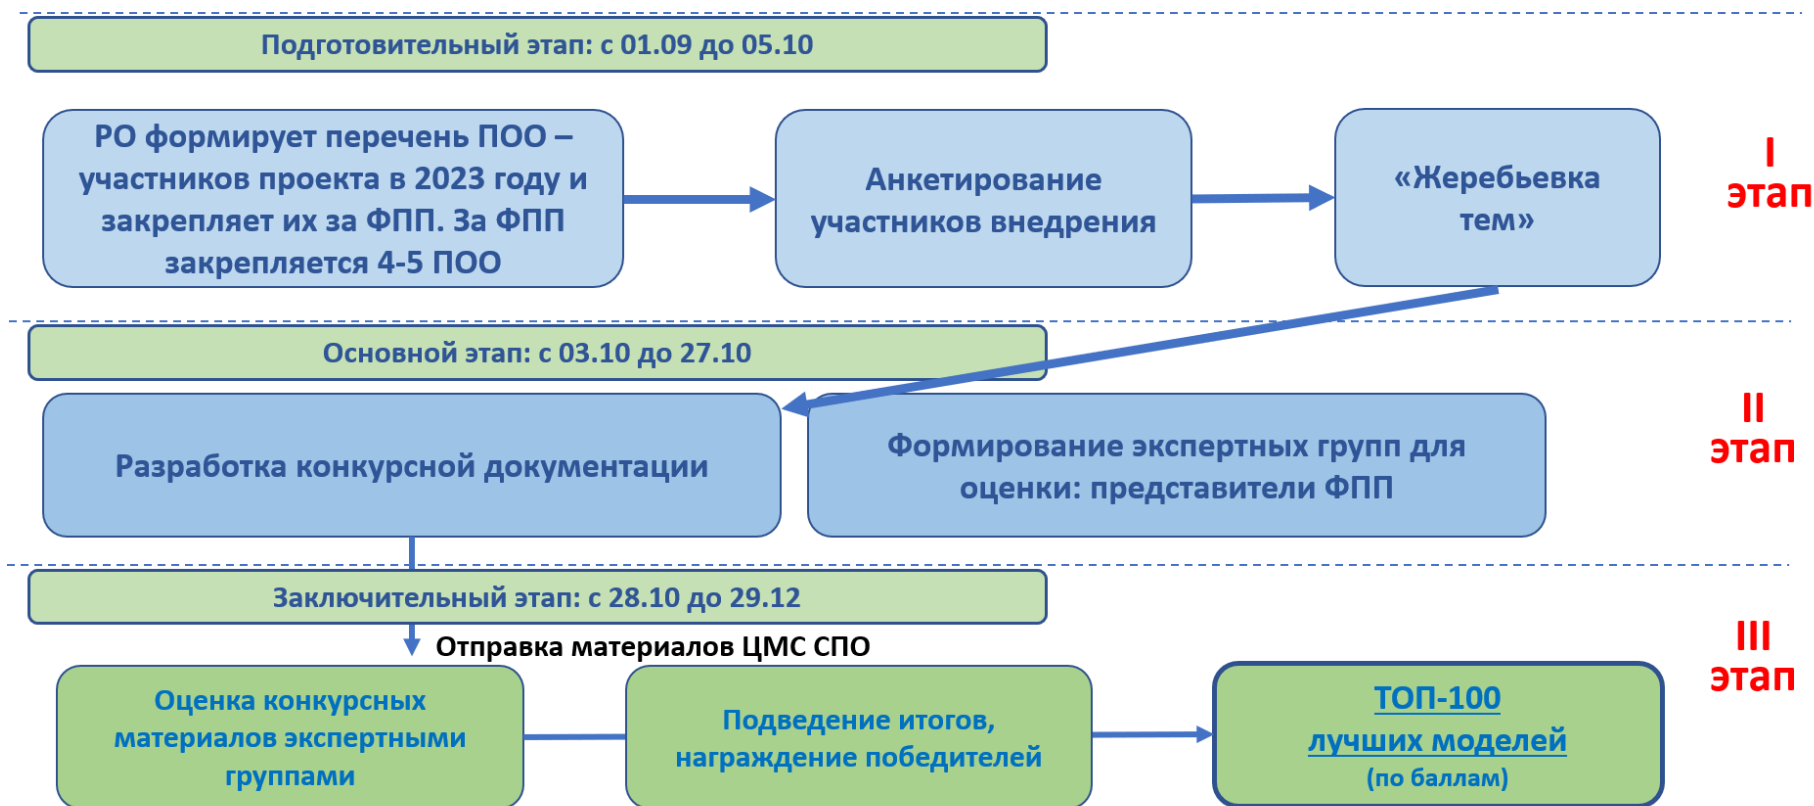 Подготовительный этап: с 01.09 до 05.10
РО формирует перечень ПОО –
участников проекта в 2023 году и
закрепляет их за ФПП. За ФПП
закрепляется 4-5 ПОО
Анкетирование
участников внедрения
«Жеребьевка
тем»
I
этап
Основной этап: с 03.10 до 27.10
Разработка конкурсной документации
Формирование экспертных групп для
оценки: представители ФПП
II
этап
Заключительный этап: с 28.10 до 29.12
Отправка материалов ЦМС СПО
Оценка конкурсных
материалов экспертными
группами
Подведение итогов,
награждение победителей
ТОП-100
лучших моделей
(по баллам)
III
этап